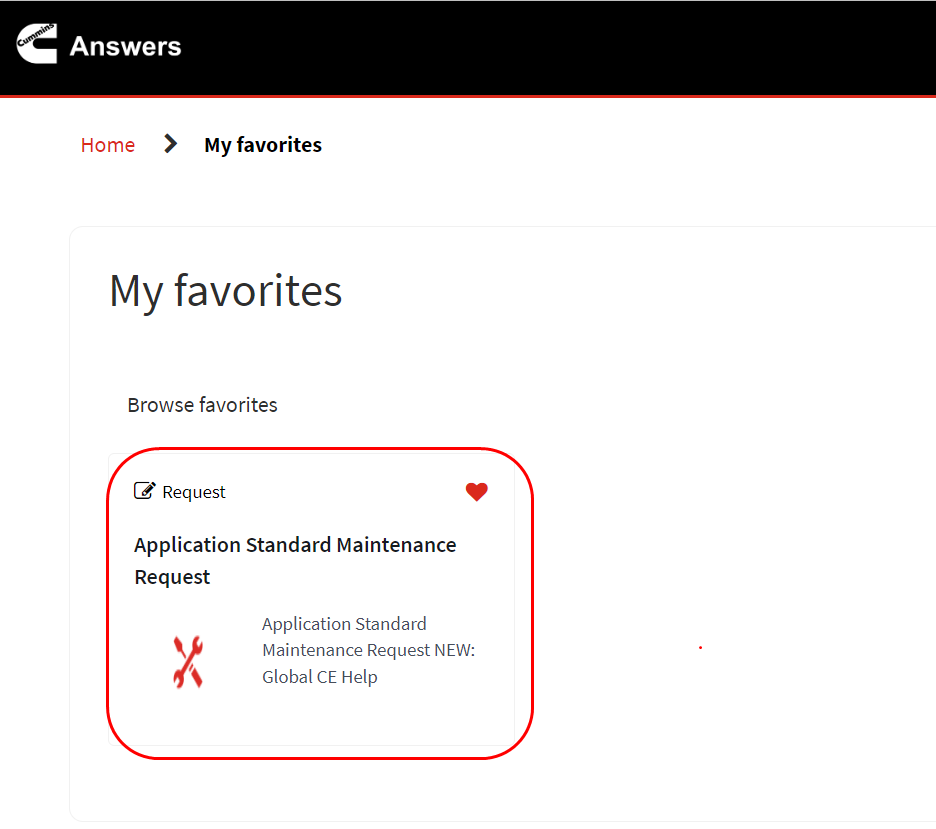 Cummins
Answers
Home
My favorites
My favorites
Browse favorites
Request
Application Standard Maintenance
Request
Application Standard
Maintenance Request NEW:
Global CE Help